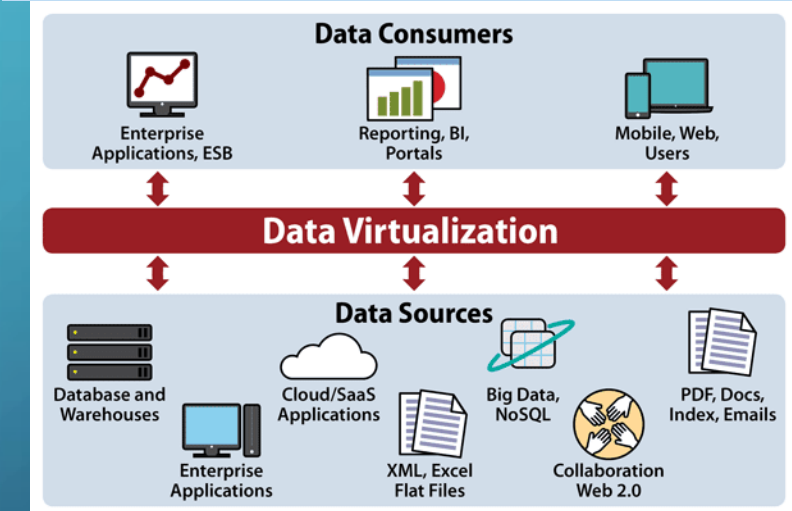 Data Consumers
Enterprise
Applications, ESB
Reporting, BI,
Portals
Mobile, Web,
Users
Data Virtualization
Data Sources
Database and
Warehouses
Enterprise
Applications
Cloud/SaaS
Applications
XML, Excel
Flat Files
Big Data,
NoSQL
Collaboration
Web 2.0
PDF, Docs,
Index, Emails